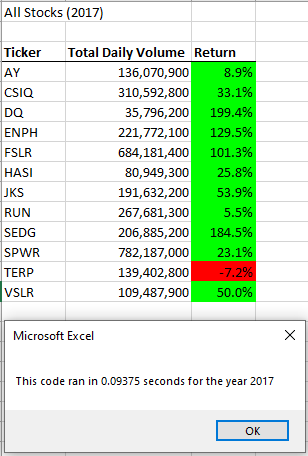 All Stocks (2017)
Ticker Total Daily Volume Return
AY 136,070,900 8.9%
CSIQ 310,592,800 33.1%
DQ 35,796,200 199.4%
ENPH 221,772,100 129.5%
FSLR 684,181,400 101.3%
HASI 80,949,300 25.8%
JKS 191,632,200 53.9%
RUN 267,681,300 5.5%
SEDG 206,885,200 184.5%
SPWR 782,187,000 23.1%
TERP 139,402,800 -7.2%
VSLR 109,487,900 50.0%
Microsoft Excel
This code ran in 0.09375 seconds for the year 2017
OK